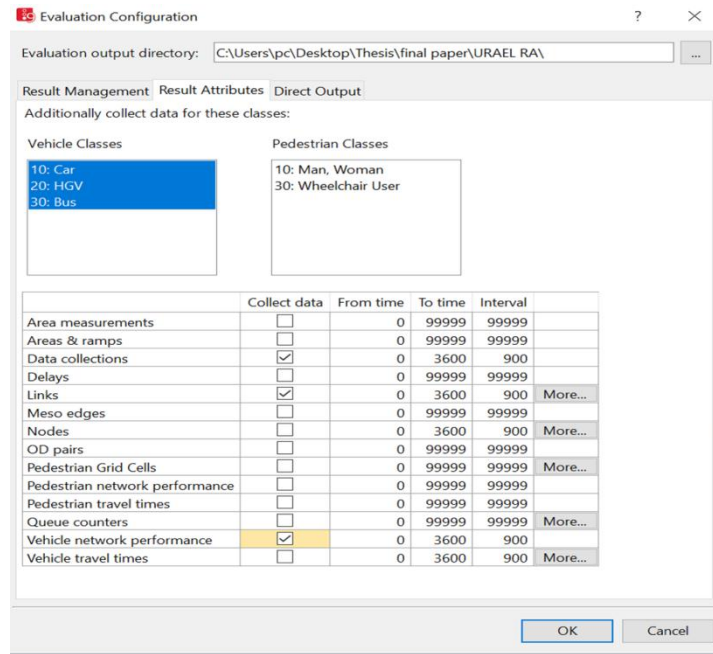 Evaluation Configuration ? ×
Evaluation output directory: C:\Users\pc\Desktop\Thesis\final paper\URAEL RA\ ...
Result Management Result Attributes Direct Output
Additionally collect data for these classes:
Vehicle Classes Pedestrian Classes
10: Car 10: Man, Woman
20: HGV 30: Wheelchair User
30: Bus
Collect data From time To time Interval
Area measurements 0 99999 99999
Areas & ramps 0 99999 99999
Data collections 0 3600 900
Delays 0 99999 99999
Links 0 3600 900 More...
Meso edges 0 99999 99999
Nodes 0 3600 900 More...
OD pairs 0 99999 99999
Pedestrian Grid Cells 0 99999 99999 More...
Pedestrian network performance 0 99999 99999
Pedestrian travel times 0 99999 99999
Queue counters 0 99999 99999 More...
Vehicle network performance 0 3600 900
Vehicle travel times 0 3600 900 More...
OK Cancel